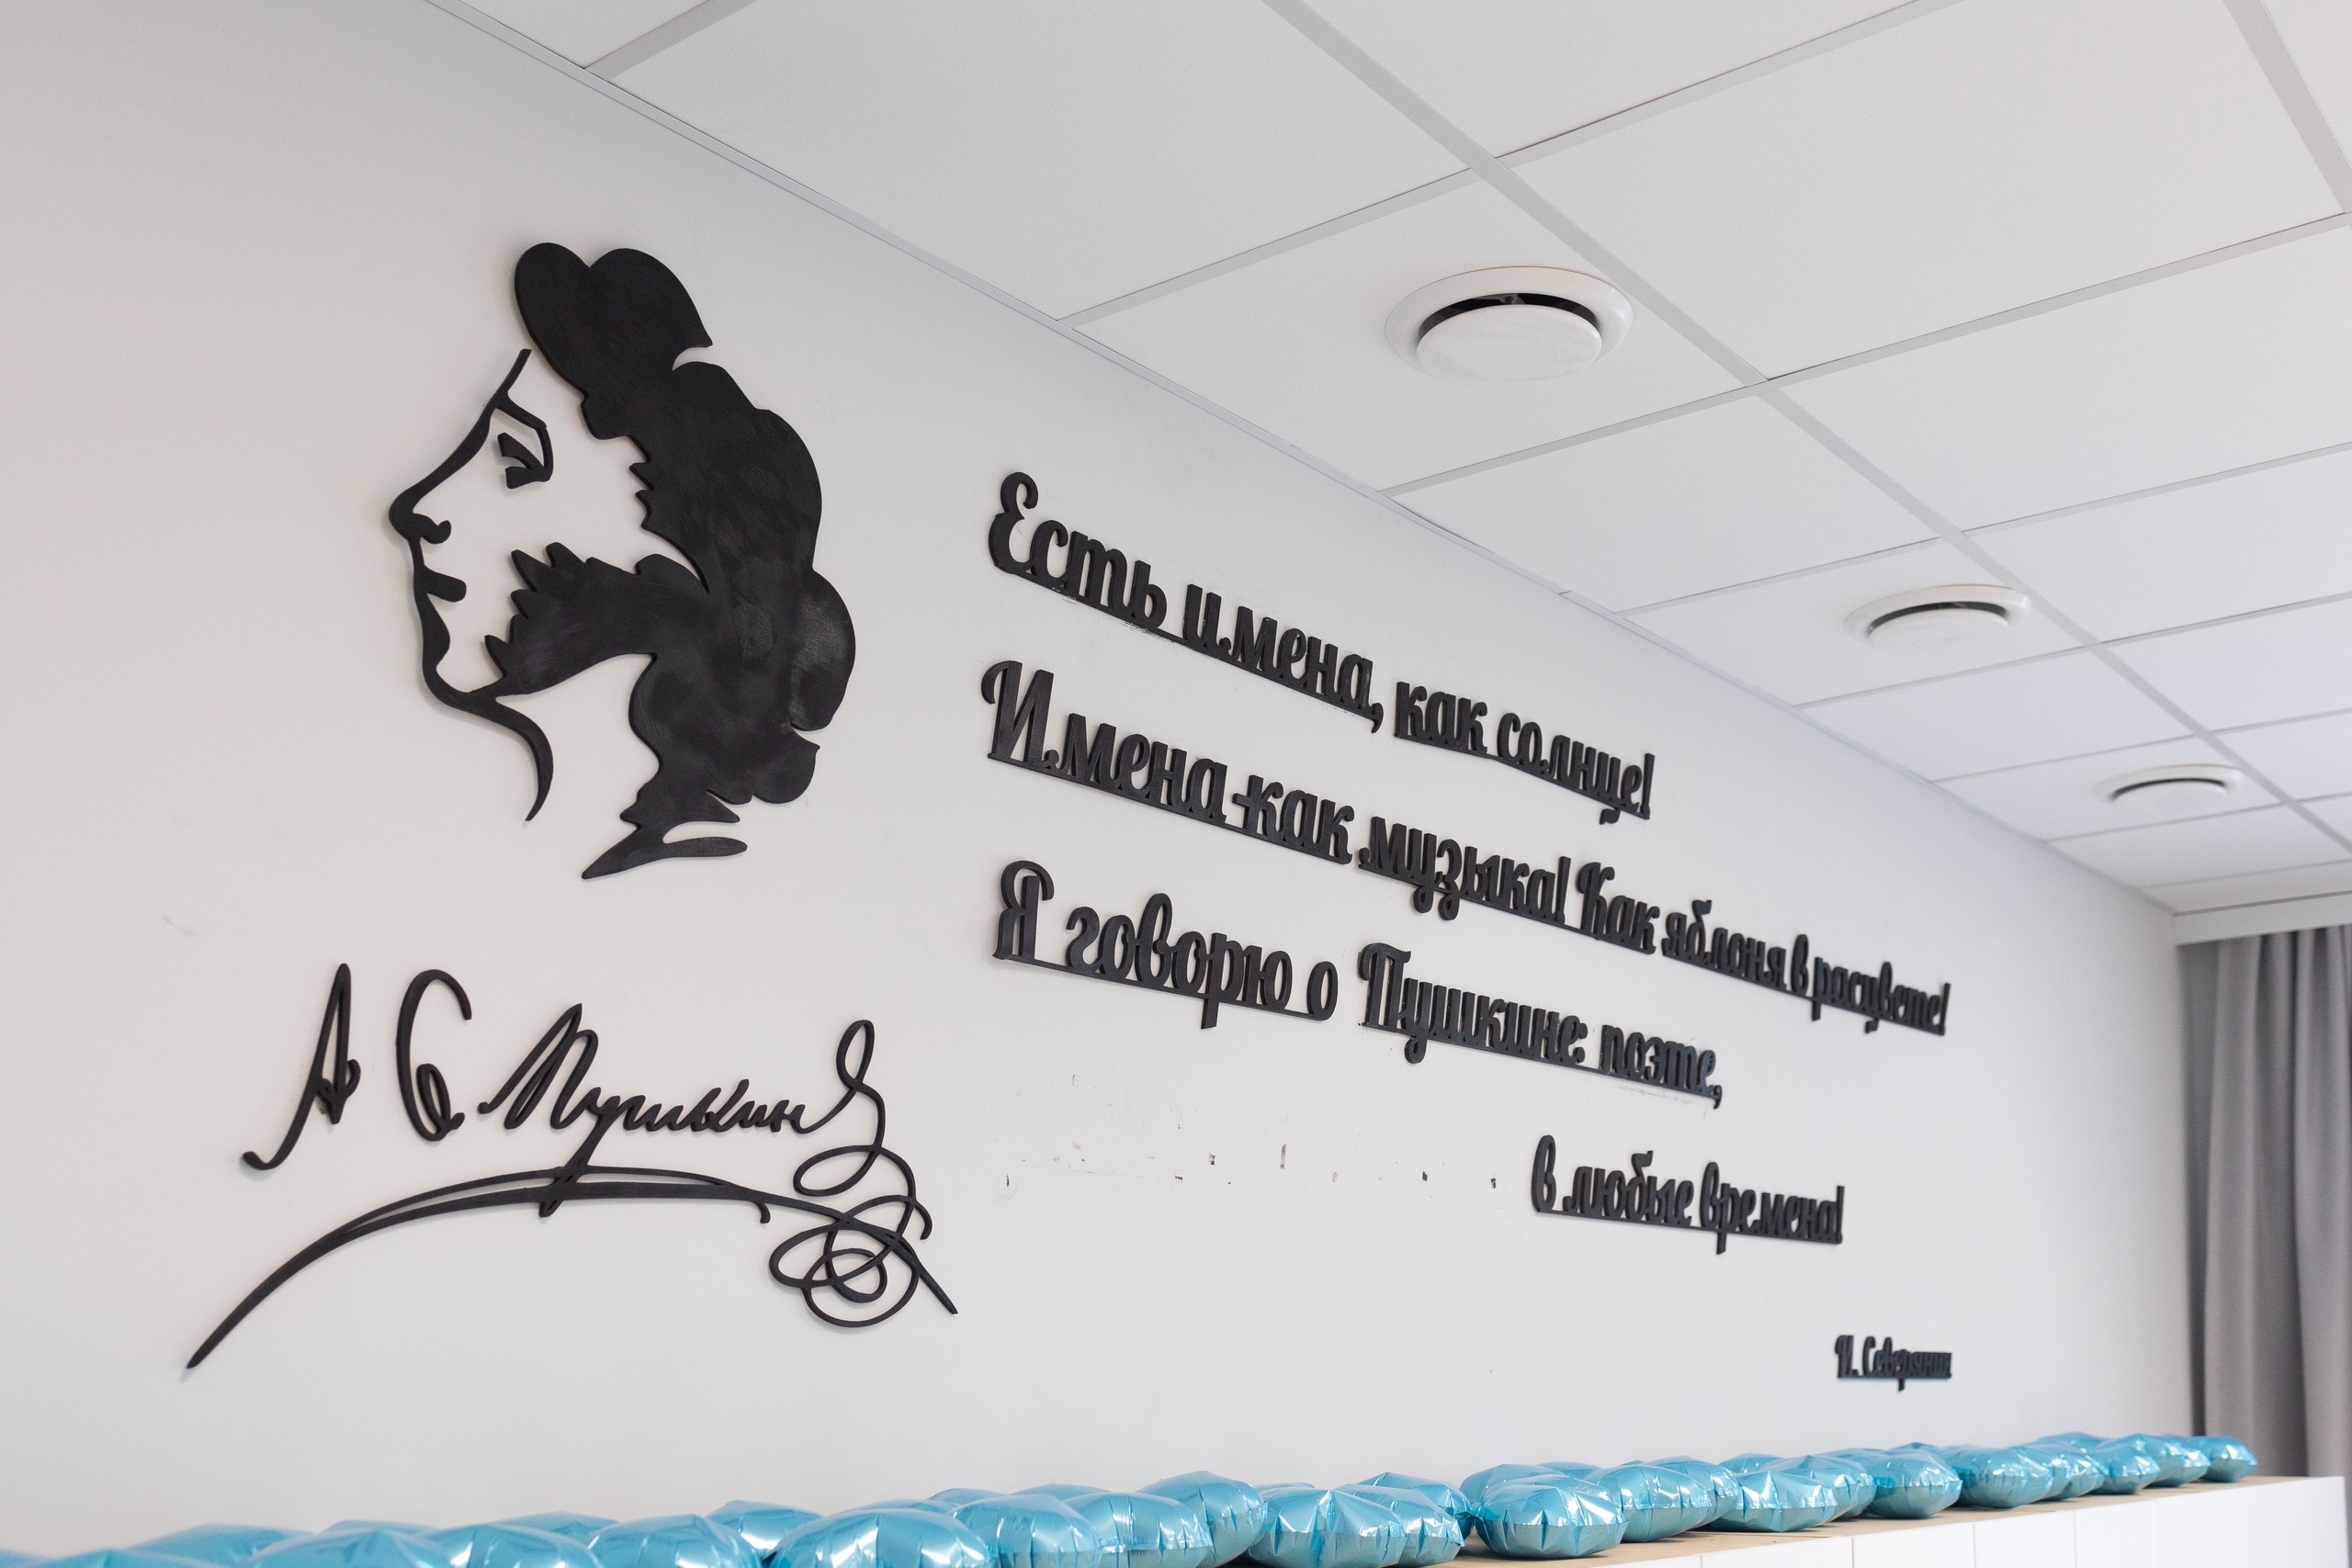 Есть имена, как солнце!
Имена-как музыка! Как яблоня в расцвете!
Я говорю о Пушкине: поэте,
в любые времена!
И. Северянин
А С Пушкин